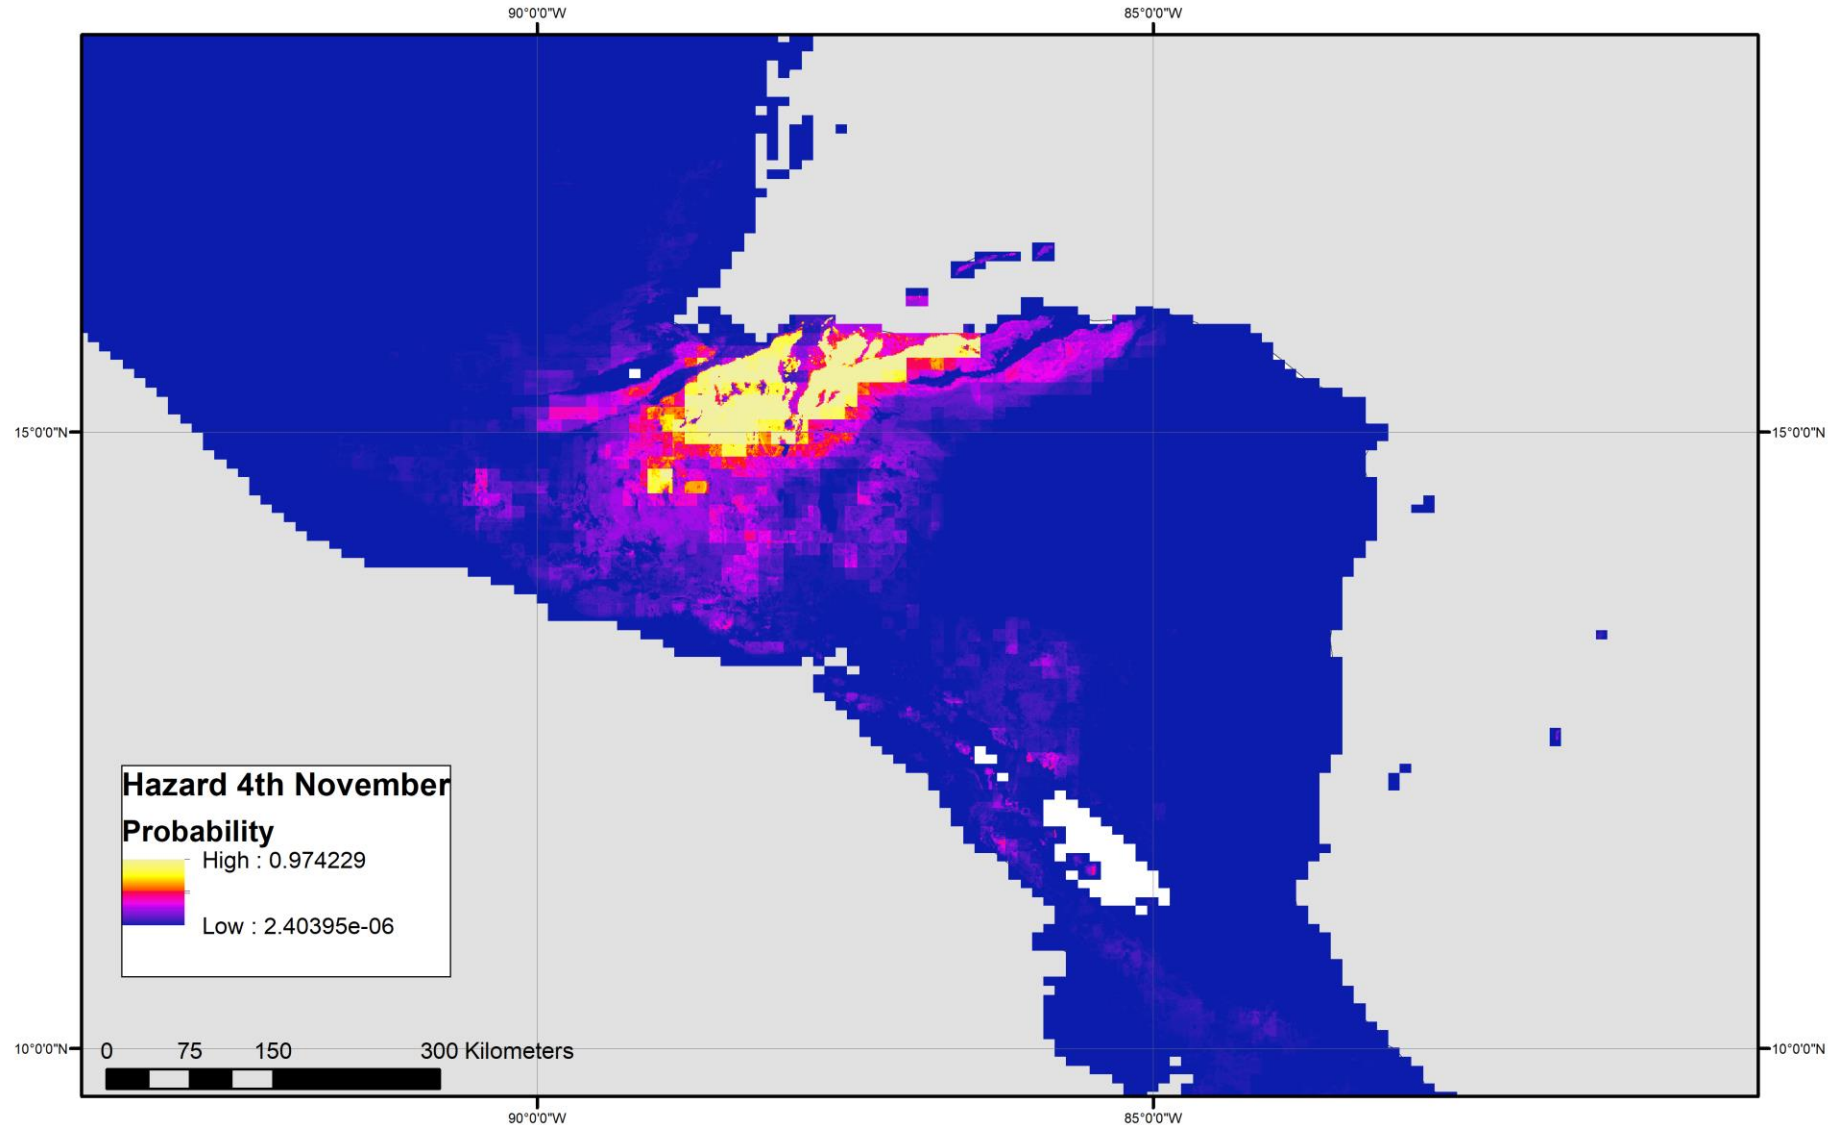 90°0'0"W 85°0'0"W
15°0'0"N 15°0'0"N
Hazard 4th November
Probability
High : 0.974229
Low : 2.40395e-06
10°0'0"N 10°0'0"N
0 75 150 300 Kilometers
90°0'0"W 85°0'0"W